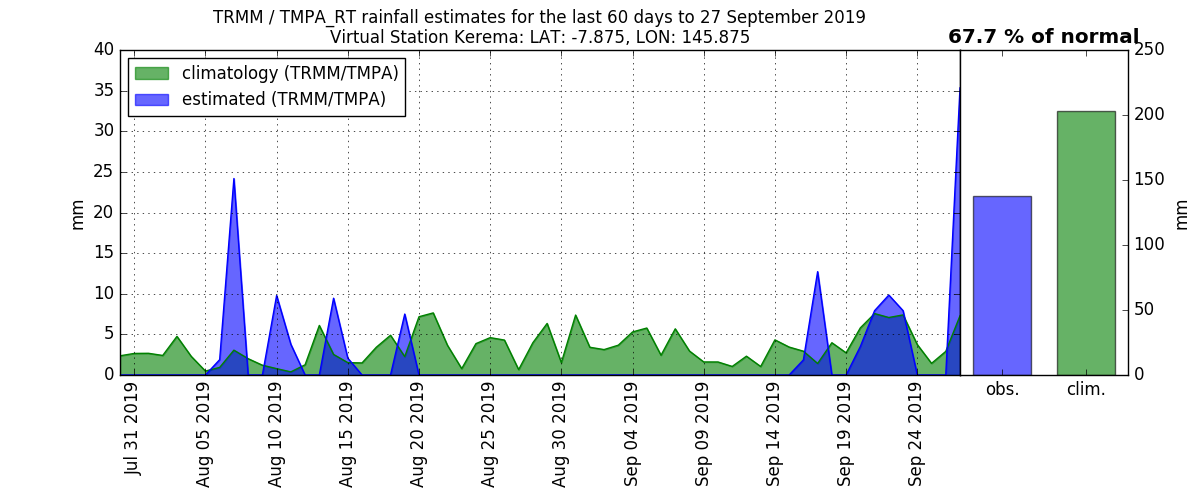 TRMM / TMPA_RT rainfall estimates for the last 60 days to 27 September 2019
Virtual Station Kerema: LAT: -7.875, LON: 145.875
67.7 % of normal
climatology (TRMM/TMPA)
estimated (TRMM/TMPA)
40
35
30
25
20
15
10
5
0
mm
Jul 31 2019
Aug 05 2019
Aug 10 2019
Aug 15 2019
Aug 20 2019
Aug 25 2019
Aug 30 2019
Sep 04 2019
Sep 09 2019
Sep 14 2019
Sep 19 2019
Sep 24 2019
obs.
clim.
250
200
150
100
50
0
mm